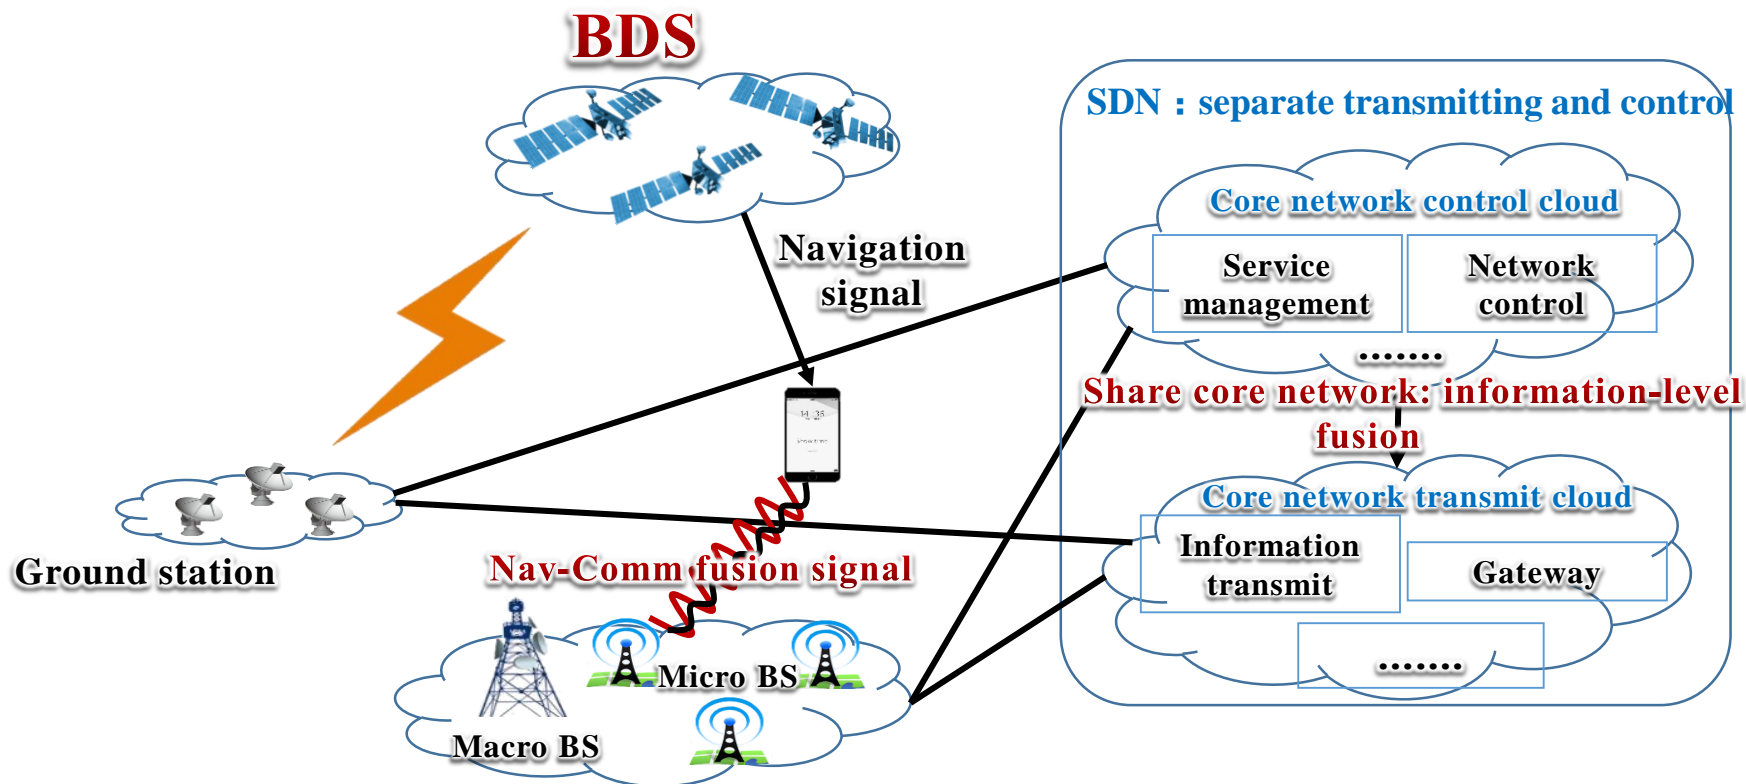 BDS
SDN：separate transmitting and control
Core network control cloud
Service
management
Network
control
.......
Navigation
signal
Share core network: information-level
fusion
Core network transmit cloud
Information
transmit
Gateway
.......
Ground station
Nav-Comm fusion signal
Micro BS
Macro BS